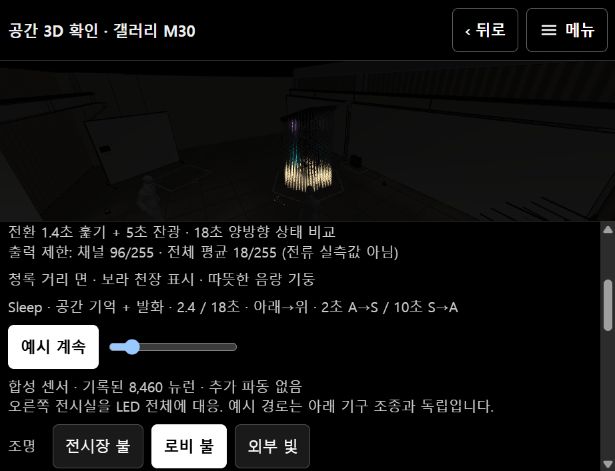 공간 3D 확인 · 갤러리 M30
‹ 뒤로
메뉴
전환 1.4초 훑기 + 5초 잔광 · 18초 양방향 상태 비교
출력 제한: 채널 96/255 · 전체 평균 18/255 (전류 실측값 아님)
청록 거리 면 · 보라 천장 표시 · 따뜻한 음량 기둥
Sleep · 공간 기억 + 발화 · 2.4 / 18초 · 아래→위 · 2초 A→S / 10초 S→A
예시 계속
합성 센서 · 기록된 8,460 뉴런 · 추가 파동 없음
오른쪽 전시실을 LED 전체에 대응. 예시 경로는 아래 기구 조종과 독립입니다.
조명
전시장 불
로비 불
외부 빛